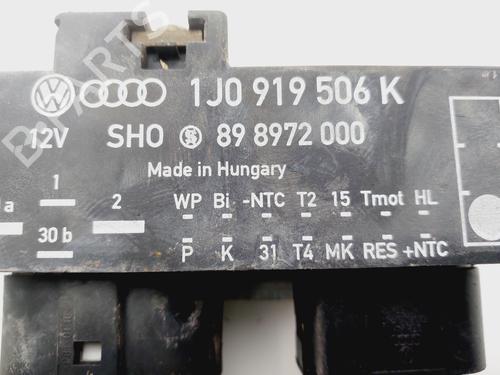 1J0 919 506 K
12V SHO 89 8972 000
Made in Hungary
1 WP Bi -NTC T2 15 Tmot HL
a 2
30 b P K 31 T4 MK RES +NTC